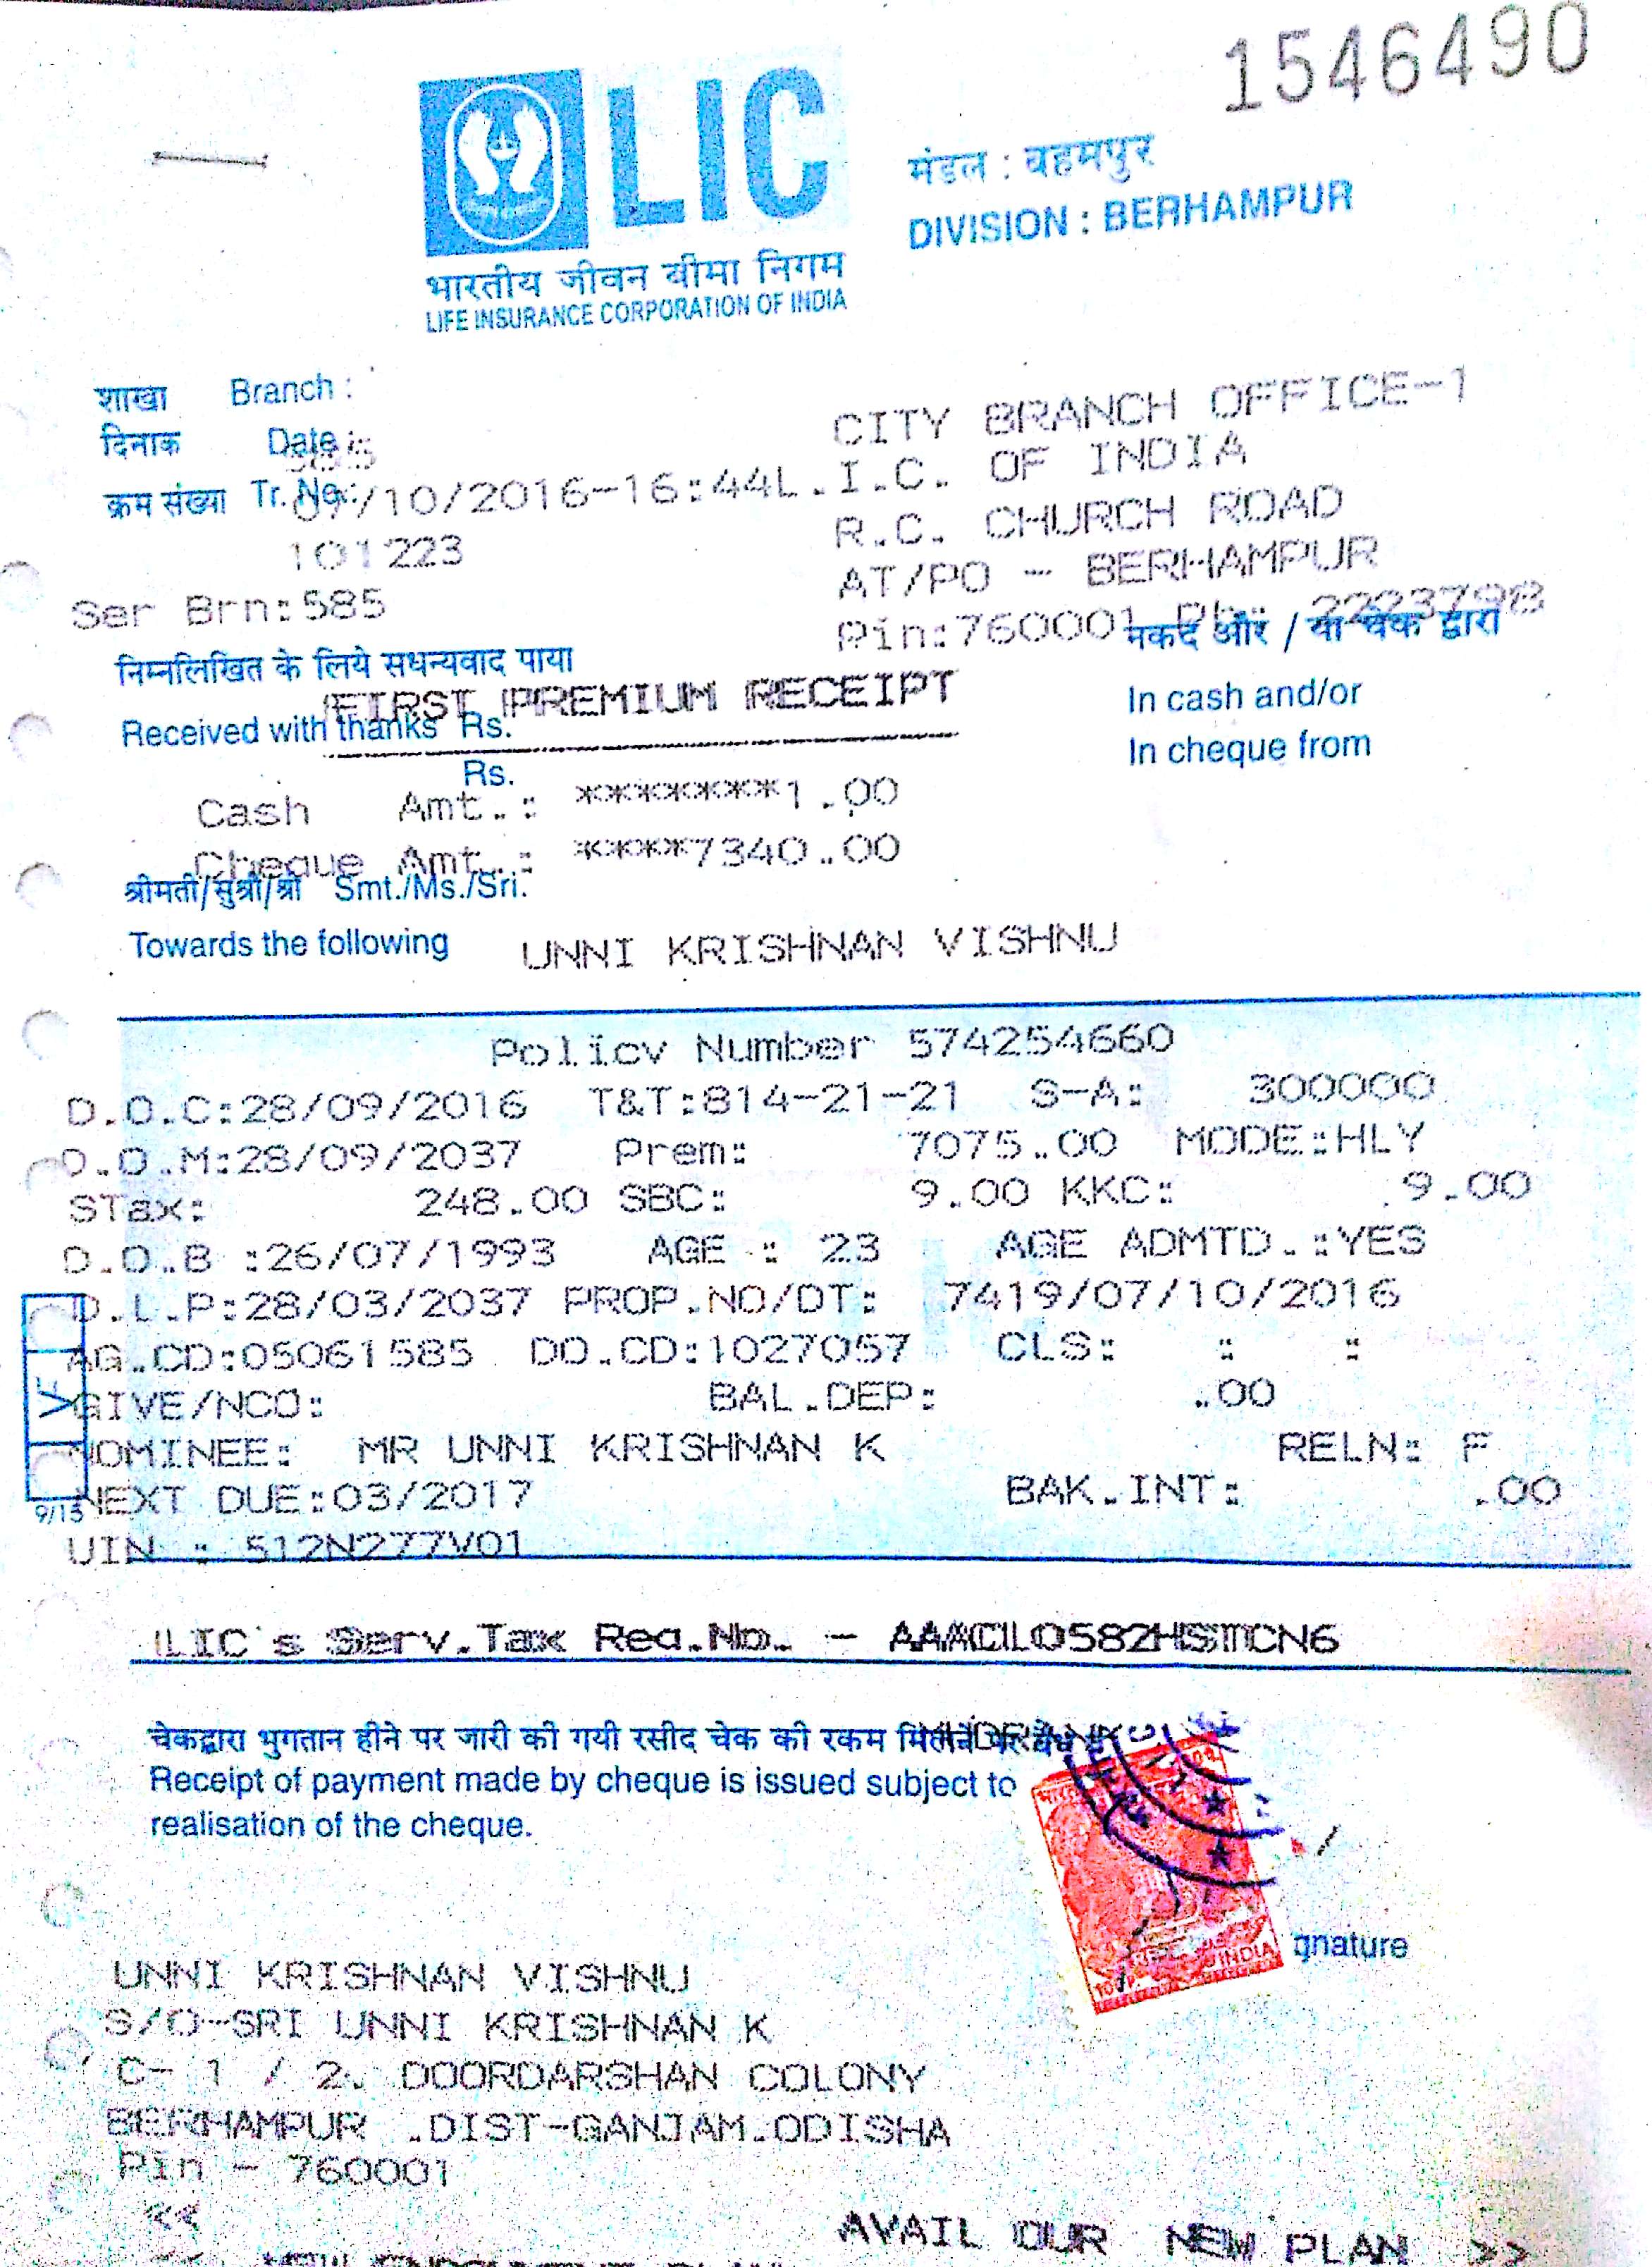 1546490
LIC
मंडल : वहमपुर
DIVISION : BERHAMPUR
भारतीय जीवन बीमा निगम
LIFE INSURANCE CORPORATION OF INDIA
शाखा Branch :
दिनाक Date :
585
क्रम संख्या Tr. No.:
07/10/2016-16:44
101223
Ser Brn:585
CITY BRANCH OFFICE-1
L.I.C. OF INDIA
R.C. CHURCH ROAD
AT/PO - BERHAMPUR
Pin:760001 Ph: 2223798
निम्नलिखित के लिये सधन्यवाद पाया
नकद और / या चेक द्वारा
FIRST PREMIUM RECEIPT
Received with thanks Rs.
In cash and/or
Rs.
In cheque from
Cash Amt.: ********1.00
Cheque Amt.: ****7340.00
श्रीमती/सुश्री/श्री Smt./Ms./Sri.
Towards the following UNNI KRISHNAN VISHNU
Policy Number 574254660
D.O.C:28/09/2016 T&T:814-21-21 S-A: 300000
D.O.M:28/09/2037 Prem: 7075.00 MODE:HLY
STax: 248.00 SBC: 9.00 KKC: 9.00
D.O.B :26/07/1993 AGE : 23 AGE ADMTD.:YES
D.L.P:28/03/2037 PROP.NO/DT: 7419/07/10/2016
AG.CD:05061585 DO.CD:1027057 CLS: : :
GIVE/NCO: BAL.DEP: .00
NOMINEE: MR UNNI KRISHNAN K RELN: F
NEXT DUE:03/2017 BAK.INT: .00
9/15
UIN : 512N277V01
LIC's Serv.Tax Reg.No. - AAACL0582HSTCN6
चेकद्वारा भुगतान होने पर जारी की गयी रसीद चेक की रकम मिलने पर वैध है
Receipt of payment made by cheque is issued subject to
realisation of the cheque.
INDIA
gnature
UNNI KRISHNAN VISHNU
S/O-SRI UNNI KRISHNAN K
C- 1 / 2. DOORDARSHAN COLONY
BERHAMPUR .DIST-GANJAM.ODISHA
Pin - 760001
<< AVAIL OUR NEW PLAN >>